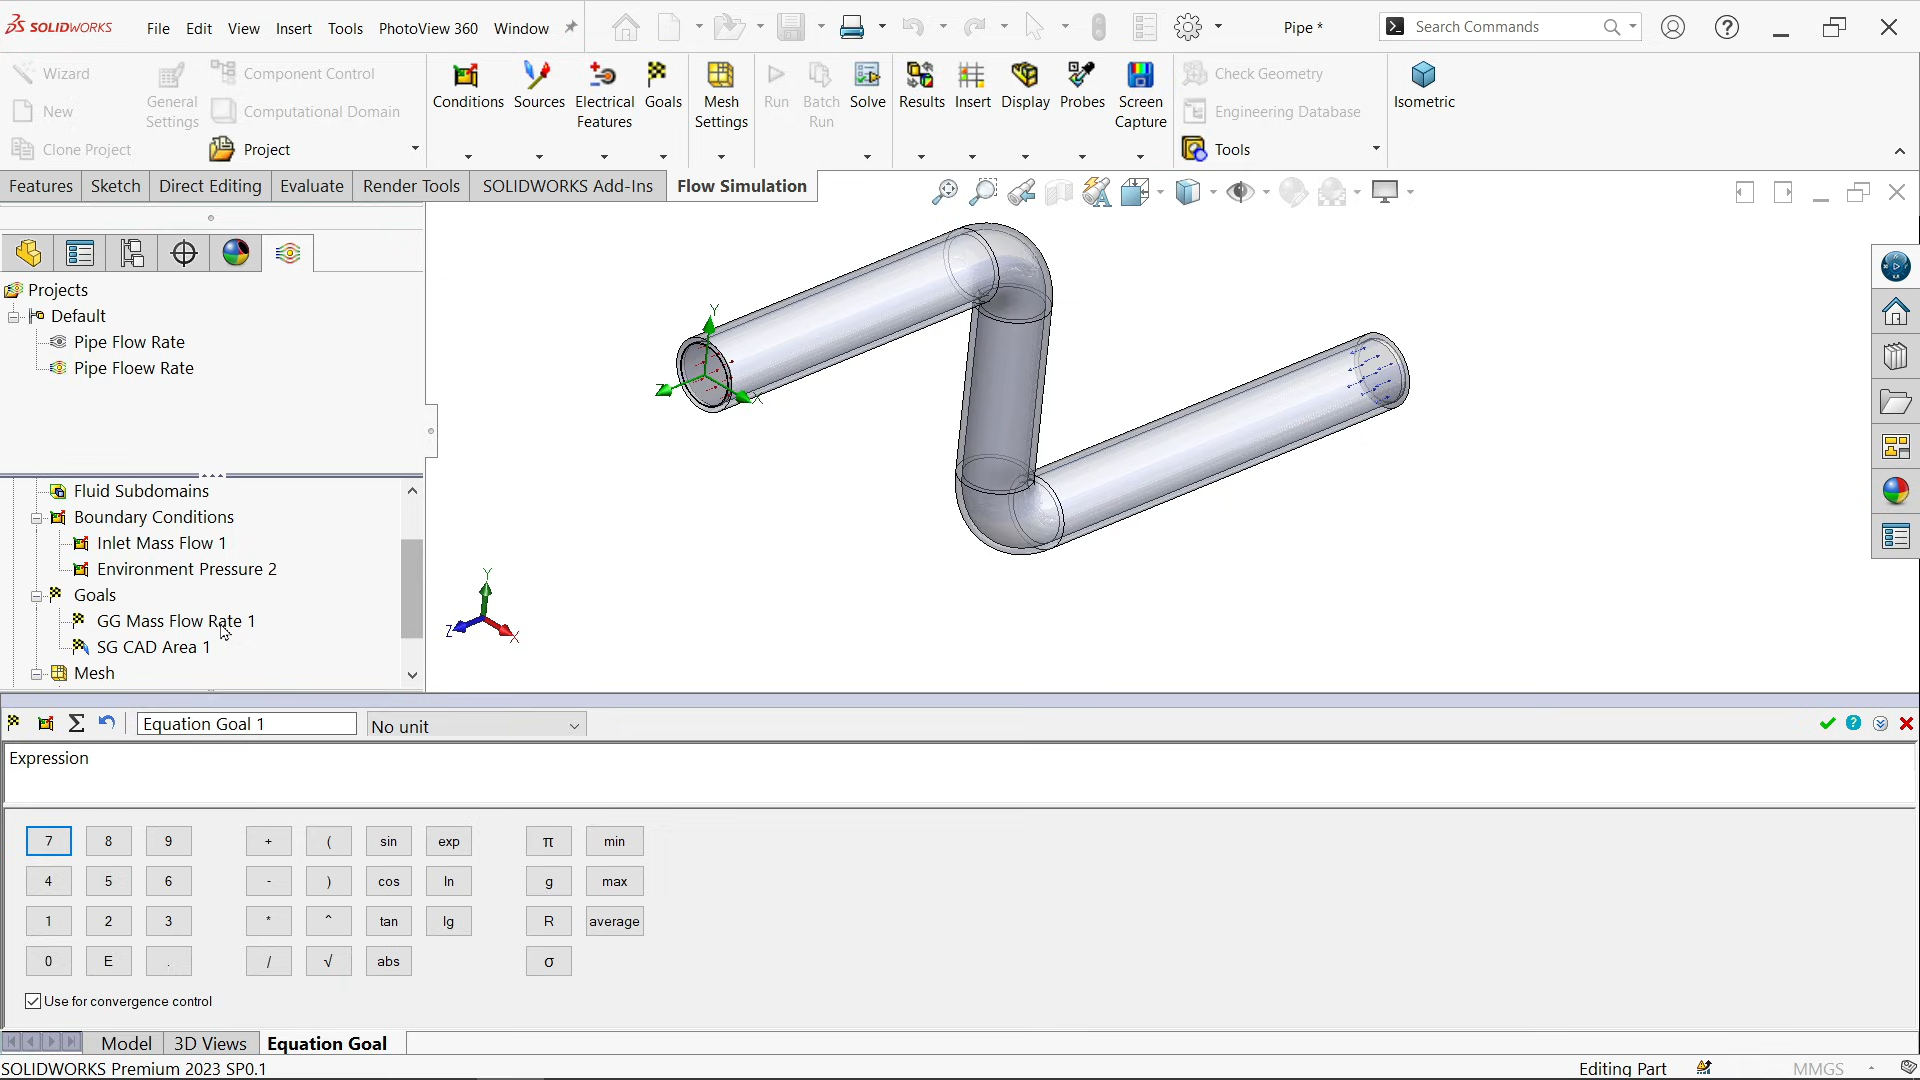 SOLIDWORKS File Edit View Insert Tools PhotoView 360 Window Pipe * Search Commands
Wizard
New
Clone Project
General Settings
Component Control
Computational Domain
Project
Conditions
Sources
Electrical Features
Goals
Mesh Settings
Run
Batch Run
Solve
Results
Insert
Display
Probes
Screen Capture
Check Geometry
Engineering Database
Tools
Isometric
Features Sketch Direct Editing Evaluate Render Tools SOLIDWORKS Add-Ins Flow Simulation
Projects
Default
Pipe Flow Rate
Pipe Floew Rate
Fluid Subdomains
Boundary Conditions
Inlet Mass Flow 1
Environment Pressure 2
Goals
GG Mass Flow Rate 1
SG CAD Area 1
Mesh
Y
Z
X
Y
Z
X
Equation Goal 1 No unit
Expression
7 8 9 + ( sin exp π min
4 5 6 - ) cos ln g max
1 2 3 * ^ tan lg R average
0 E . / √ abs σ
Use for convergence control
Model 3D Views Equation Goal
SOLIDWORKS Premium 2023 SP0.1 Editing Part MMGS